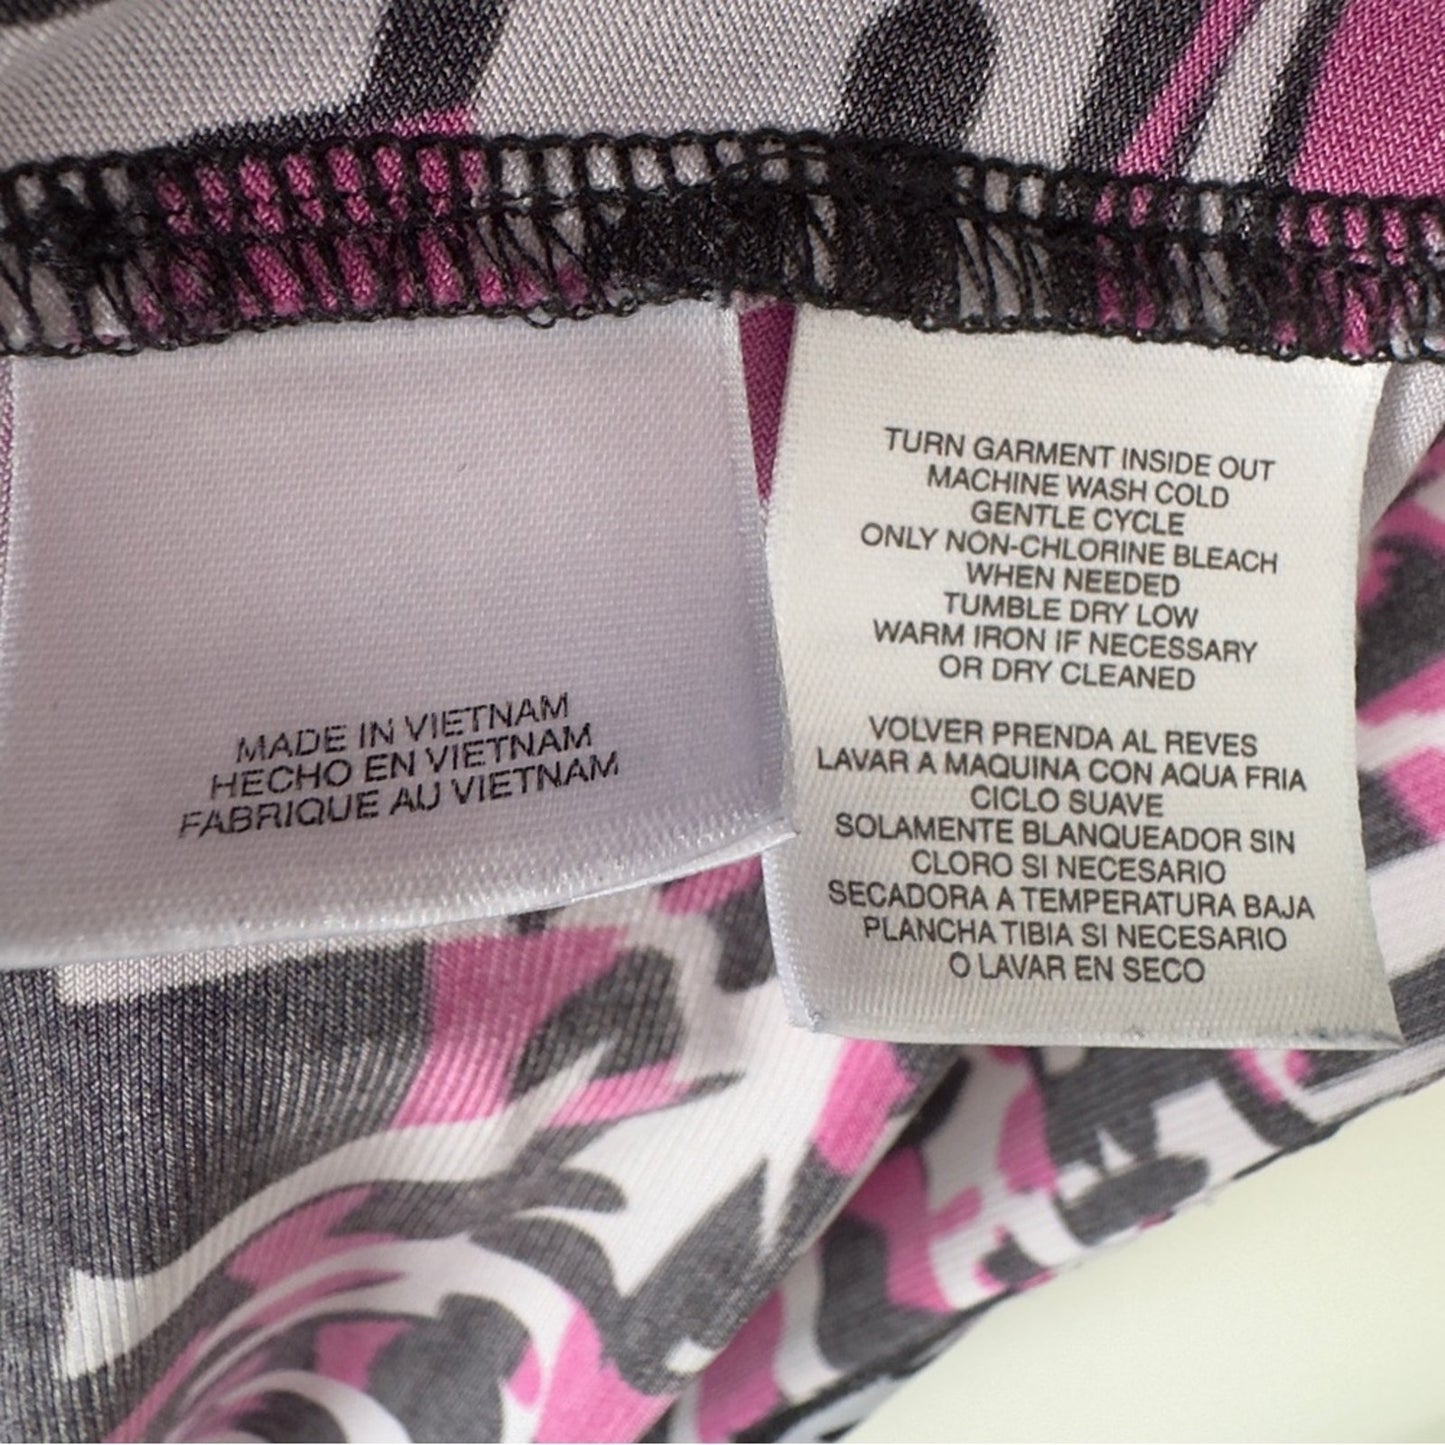 MADE IN VIETNAM
HECHO EN VIETNAM
FABRIQUE AU VIETNAM
TURN GARMENT INSIDE OUT
MACHINE WASH COLD
GENTLE CYCLE
ONLY NON-CHLORINE BLEACH
WHEN NEEDED
TUMBLE DRY LOW
WARM IRON IF NECESSARY
OR DRY CLEANED
VOLVER PRENDA AL REVES
LAVAR A MAQUINA CON AQUA FRIA
CICLO SUAVE
SOLAMENTE BLANQUEADOR SIN
CLORO SI NECESARIO
SECADORA A TEMPERATURA BAJA
PLANCHA TIBIA SI NECESARIO
O LAVAR EN SECO